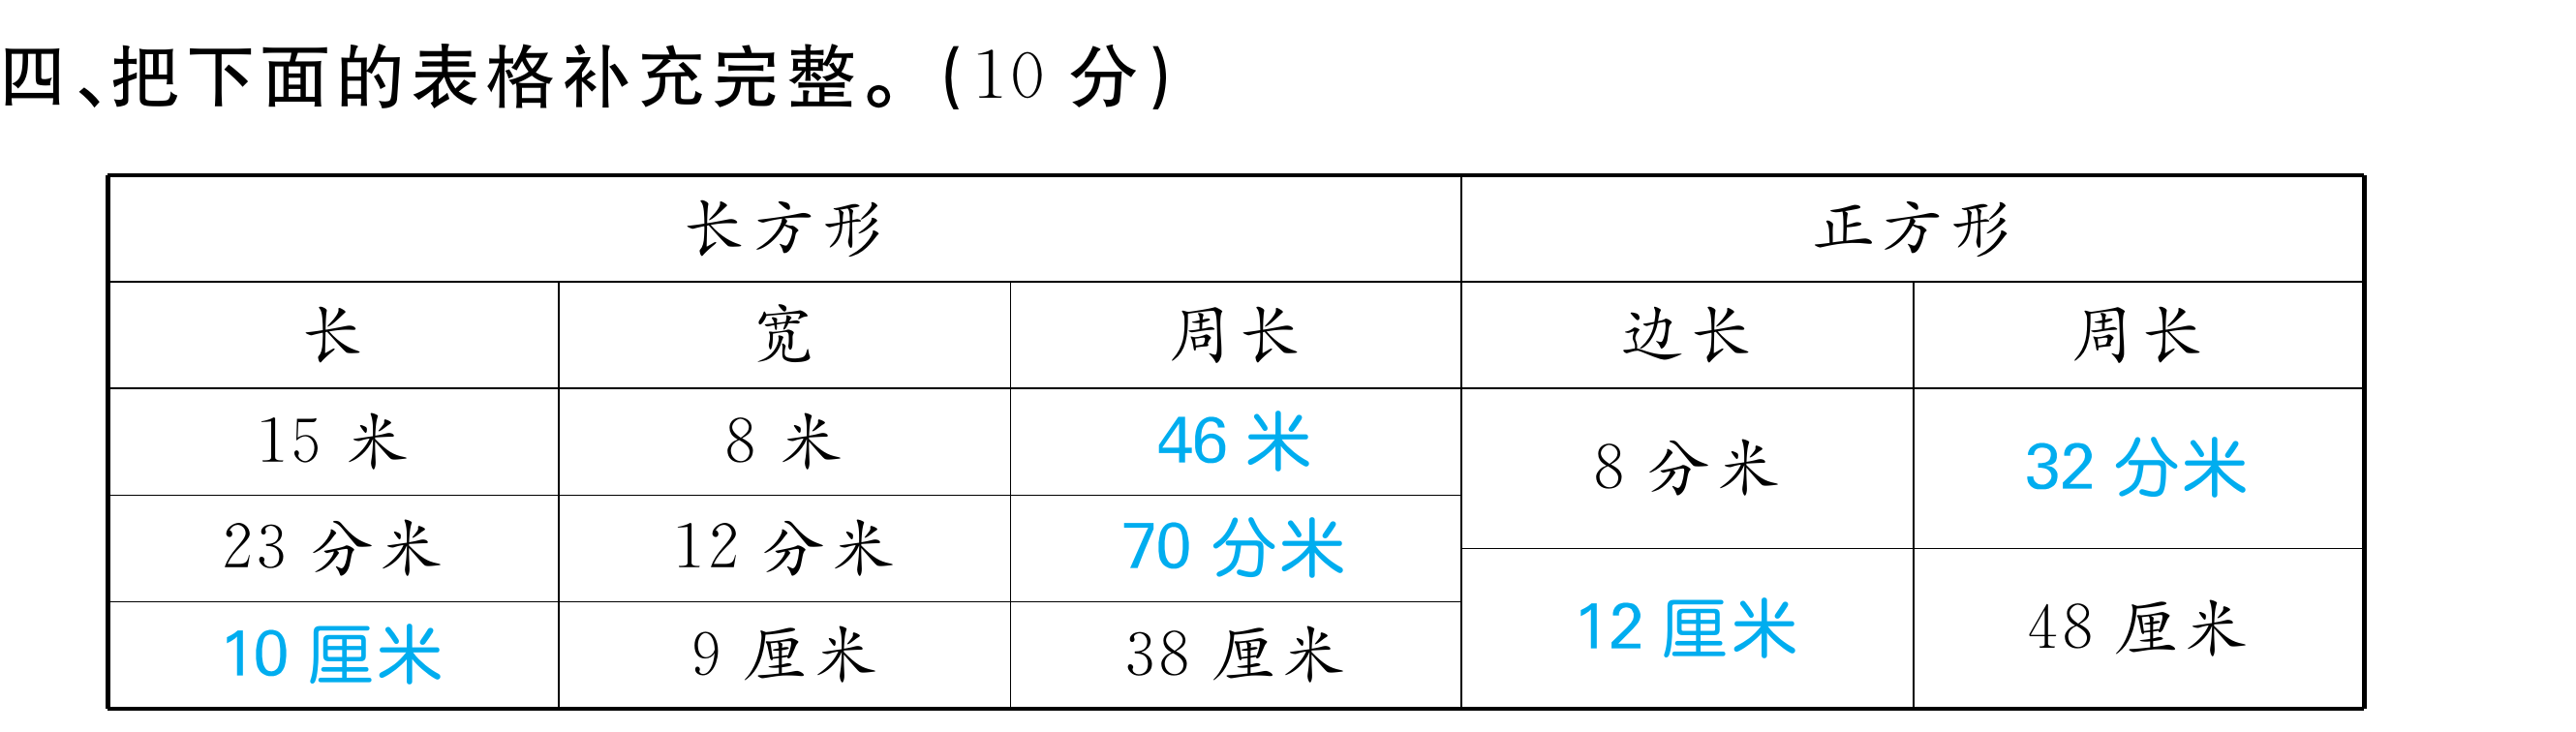 四、把下面的表格补充完整。(10 分)
长方形 正方形
长 宽 周长 边长 周长
15 米 8 米 46 米 8 分米 32 分米
23 分米 12 分米 70 分米
10 厘米 9 厘米 38 厘米 12 厘米 48 厘米